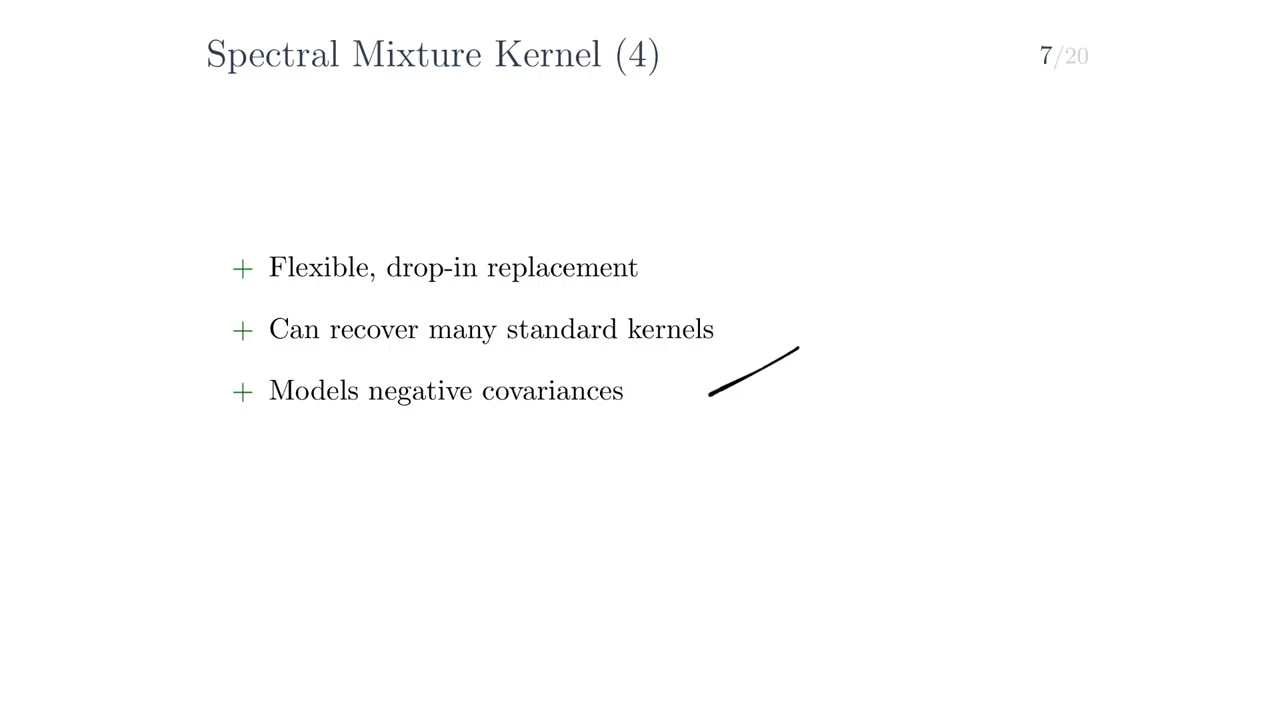 Spectral Mixture Kernel (4)
7/20
+ Flexible, drop-in replacement
+ Can recover many standard kernels
+ Models negative covariances